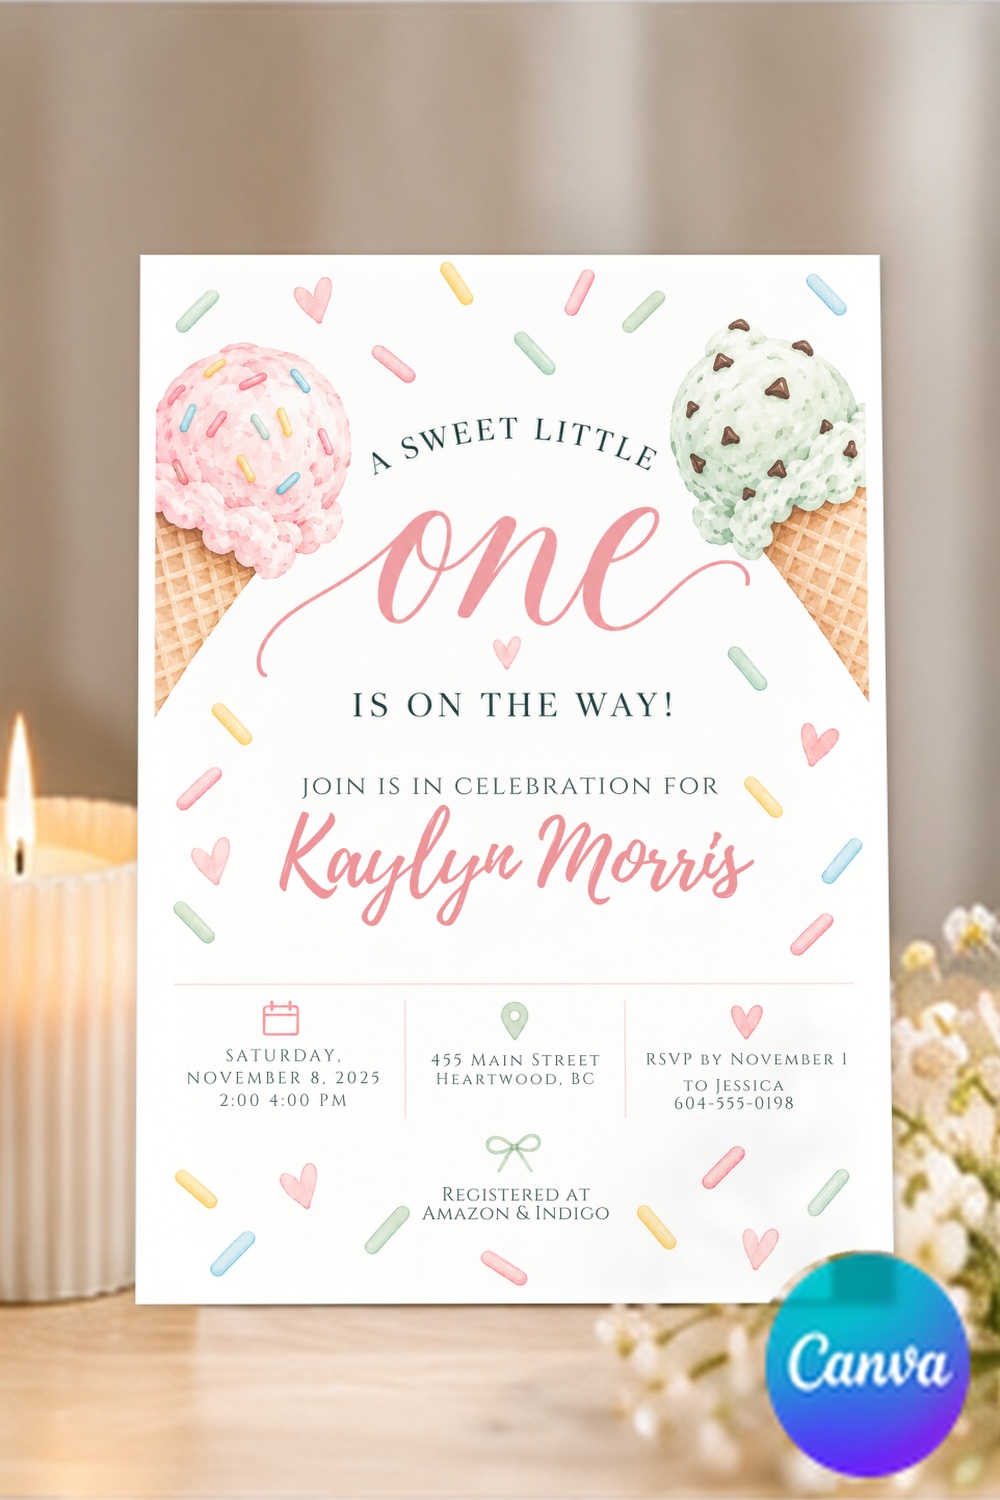 A SWEET LITTLE
one
IS ON THE WAY!
JOIN IS IN CELEBRATION FOR
Kaylyn Morris
SATURDAY,
NOVEMBER 8, 2025
2:00 4:00 PM
455 MAIN STREET
HEARTWOOD, BC
RSVP BY NOVEMBER 1
TO JESSICA
604-555-0198
REGISTERED AT
AMAZON & INDIGO
Canva